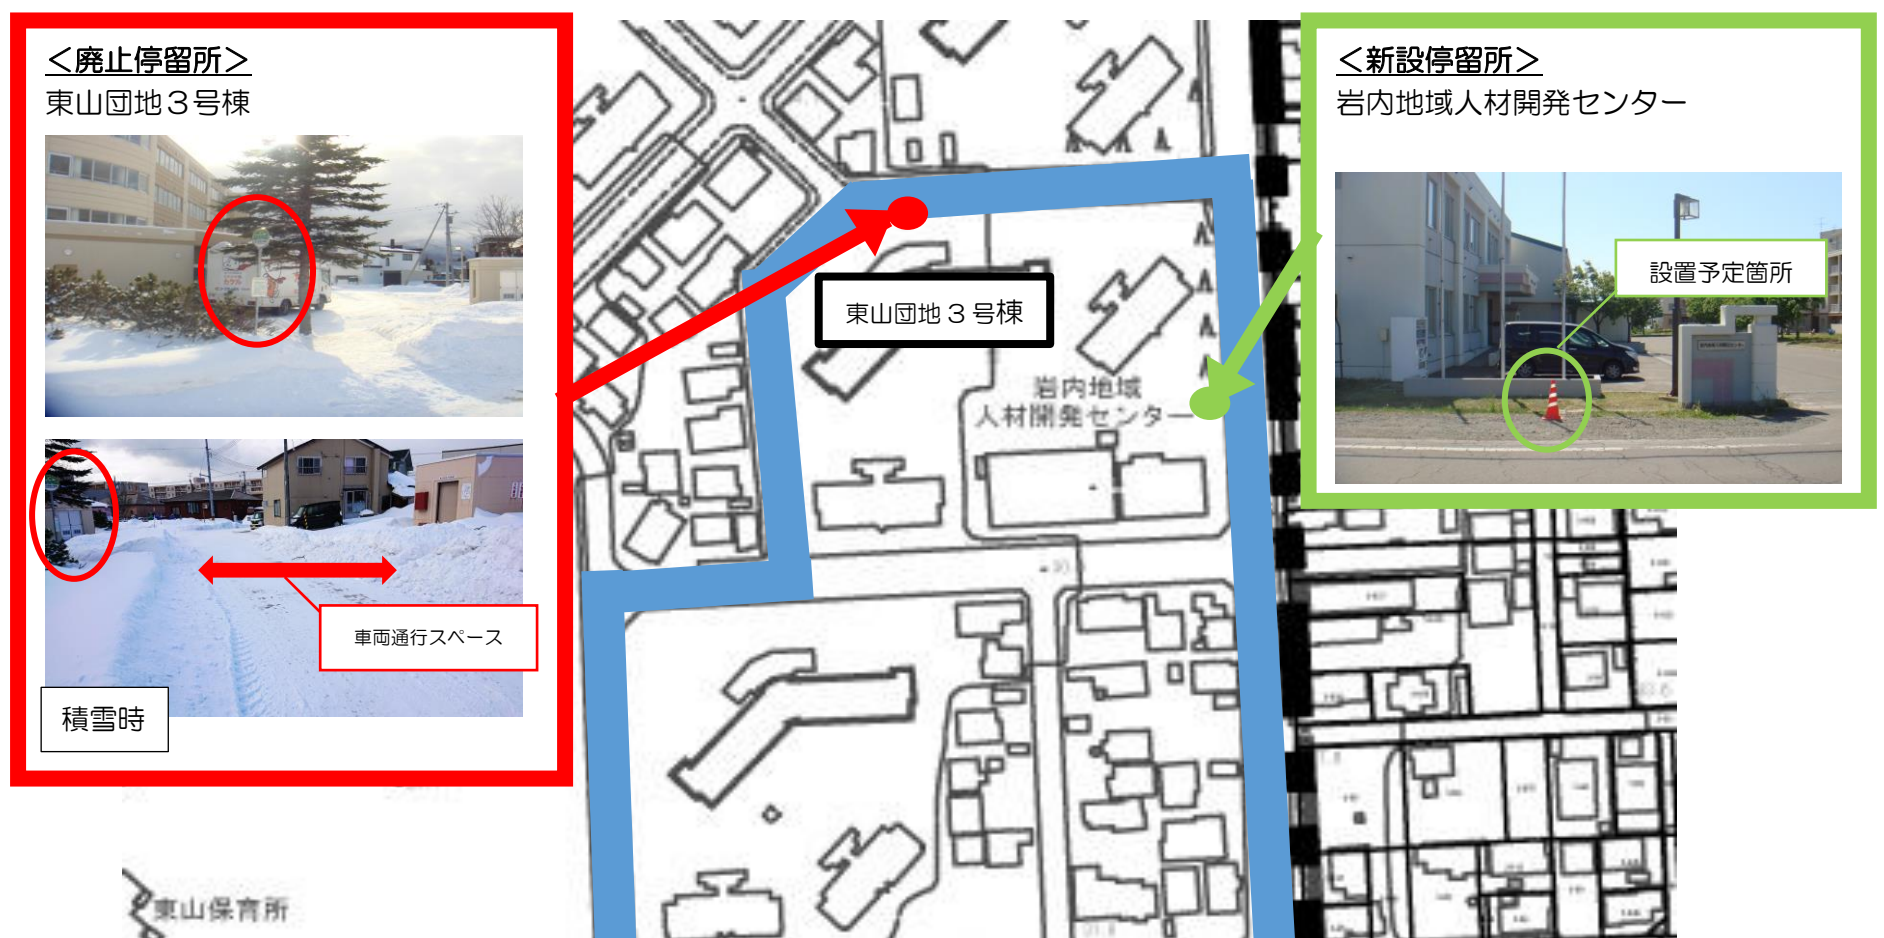 ＜廃止停留所＞
東山団地３号棟
車両通行スペース
積雪時
東山団地３号棟
岩内地域
人材開発センター
東山保育所
＜新設停留所＞
岩内地域人材開発センター
設置予定箇所